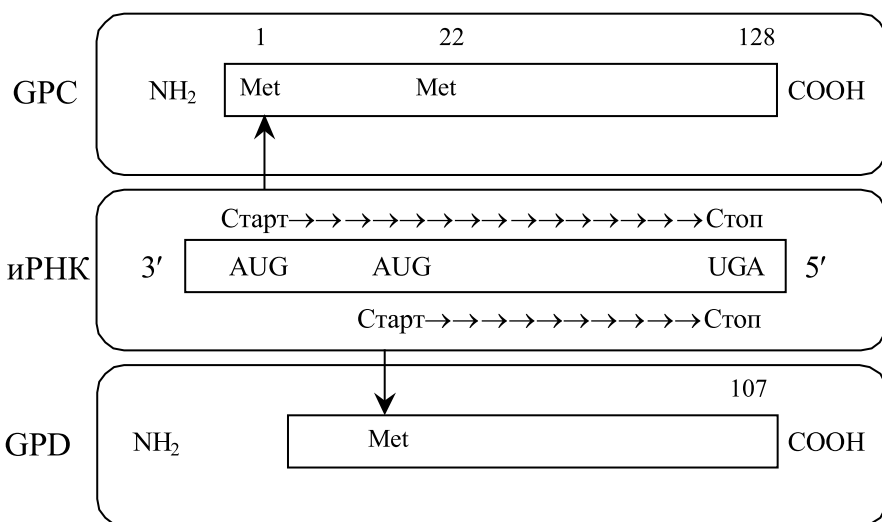 1 22 128
GPC NH₂ Met Met COOH
Старт→→→→→→→→→→→→→→→Стоп
иРНК 3′ AUG AUG UGA 5′
Старт→→→→→→→→→→Стоп
107
GPD NH₂ Met COOH